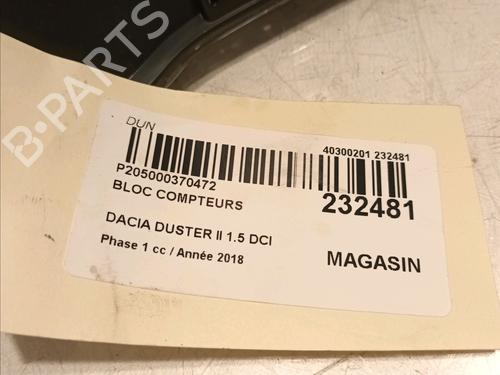 B-PARTS
DUN
40300201 232481
P205000370472
BLOC COMPTEURS
232481
DACIA DUSTER II 1.5 DCI
Phase 1 cc / Année 2018
MAGASIN